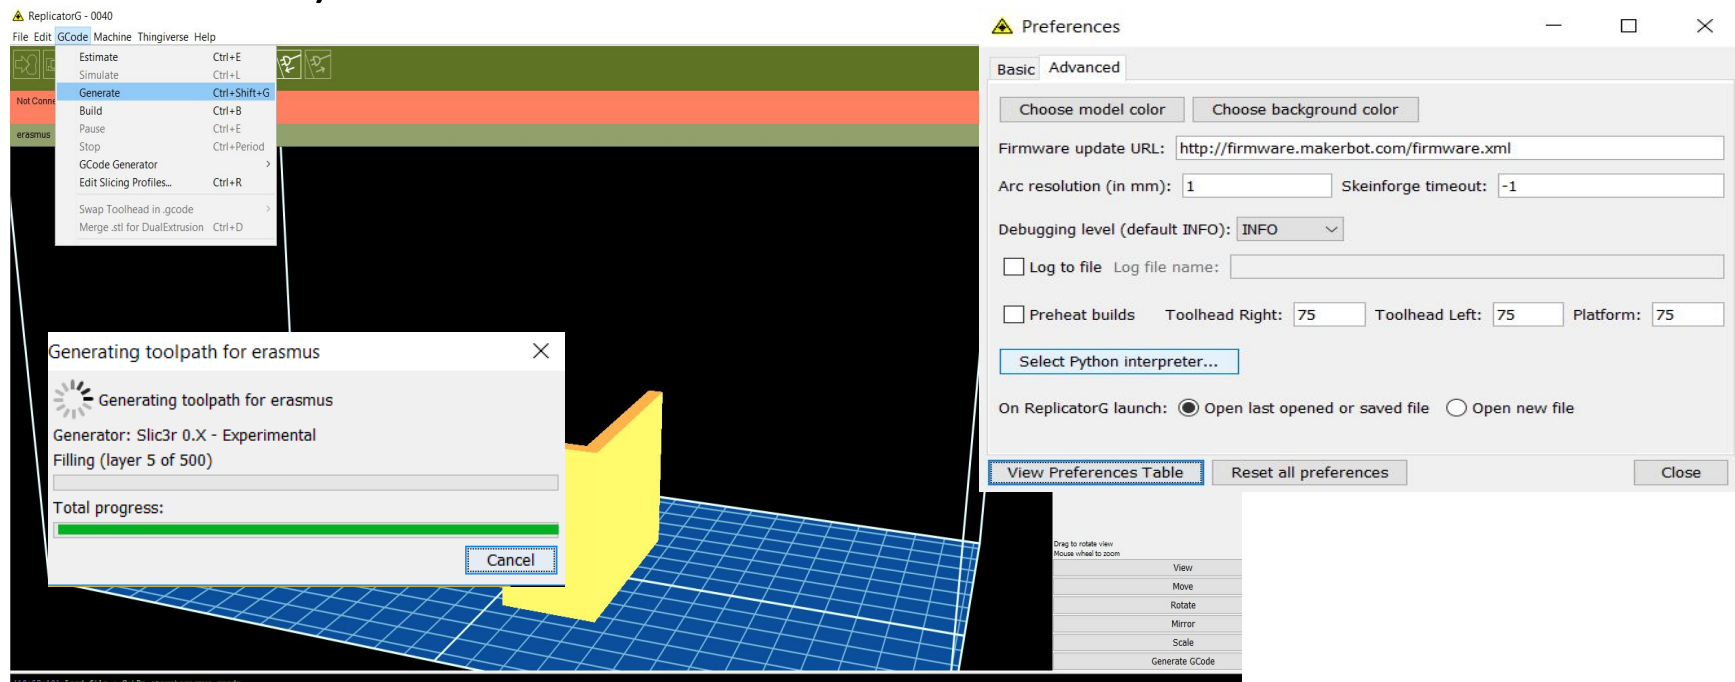 ReplicatorG - 0040
File Edit GCode Machine Thingiverse Help
Estimate Ctrl+E
Simulate Ctrl+L
Generate Ctrl+Shift+G
Build Ctrl+B
Pause Ctrl+E
Stop Ctrl+Period
GCode Generator >
Edit Slicing Profiles... Ctrl+R
Swap Toolhead in .gcode >
Merge .stl for DualExtrusion Ctrl+D
Not Conne
erasmus
Generating toolpath for erasmus
Generating toolpath for erasmus
Generator: Slic3r 0.X - Experimental
Filling (layer 5 of 500)
Total progress:
Cancel
Preferences
Basic Advanced
Choose model color Choose background color
Firmware update URL: http://firmware.makerbot.com/firmware.xml
Arc resolution (in mm): 1 Skeinforge timeout: -1
Debugging level (default INFO): INFO
Log to file Log file name:
Preheat builds Toolhead Right: 75 Toolhead Left: 75 Platform: 75
Select Python interpreter...
On ReplicatorG launch: Open last opened or saved file Open new file
View Preferences Table Reset all preferences Close
Drag to rotate view
Mouse wheel to zoom
View
Move
Rotate
Mirror
Scale
Generate GCode